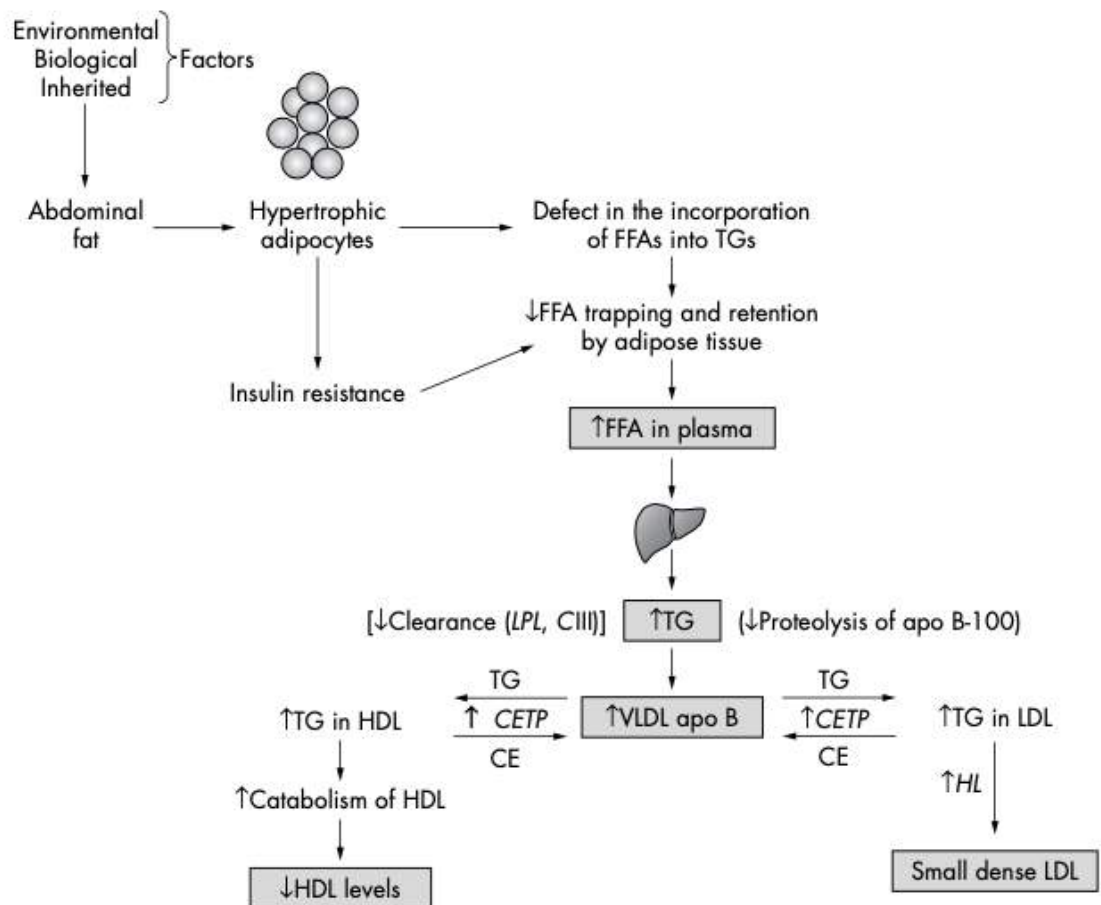 Environmental
Biological
Inherited
Factors
Abdominal
fat
Hypertrophic
adipocytes
Defect in the incorporation
of FFAs into TGs
↓FFA trapping and retention
by adipose tissue
Insulin resistance
↑FFA in plasma
[↓Clearance (LPL, CIII)]
↑TG
(↓Proteolysis of apo B-100)
TG
↑ CETP
CE
↑VLDL apo B
TG
↑CETP
CE
↑TG in HDL
↑TG in LDL
↑Catabolism of HDL
↑HL
↓HDL levels
Small dense LDL